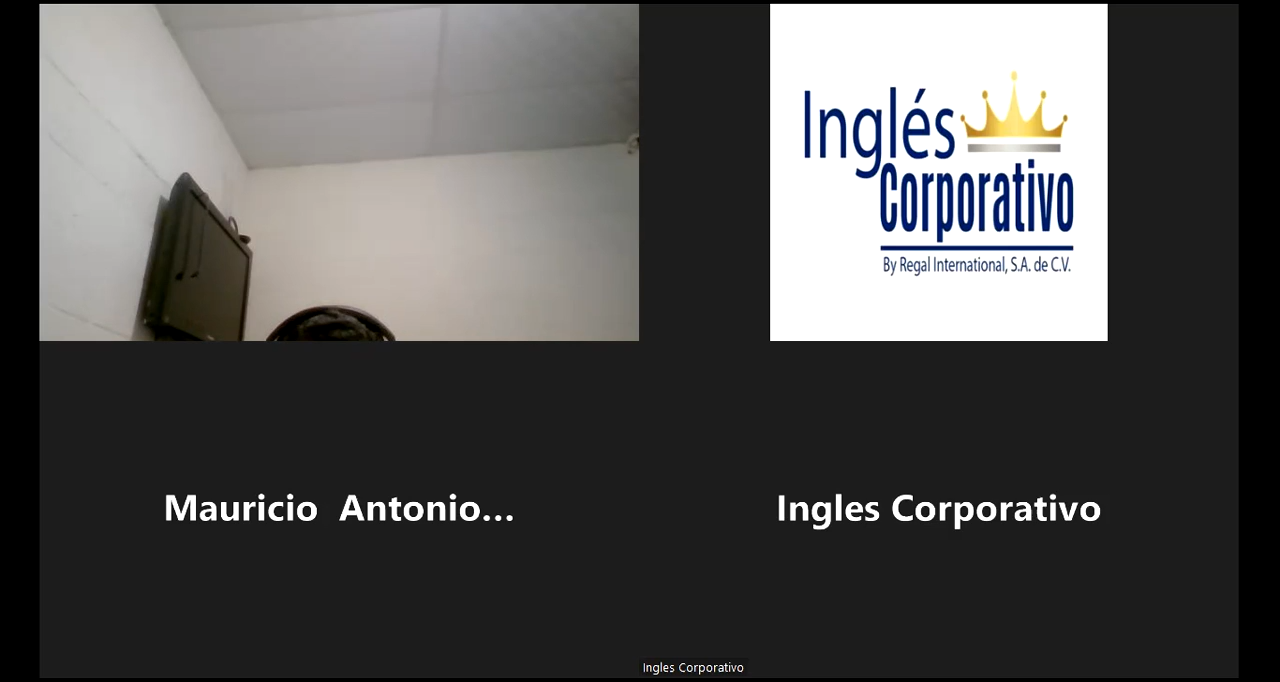 Inglés
Corporativo
By Regal International, S.A. de C.V.
Mauricio Antonio...
Ingles Corporativo
Ingles Corporativo